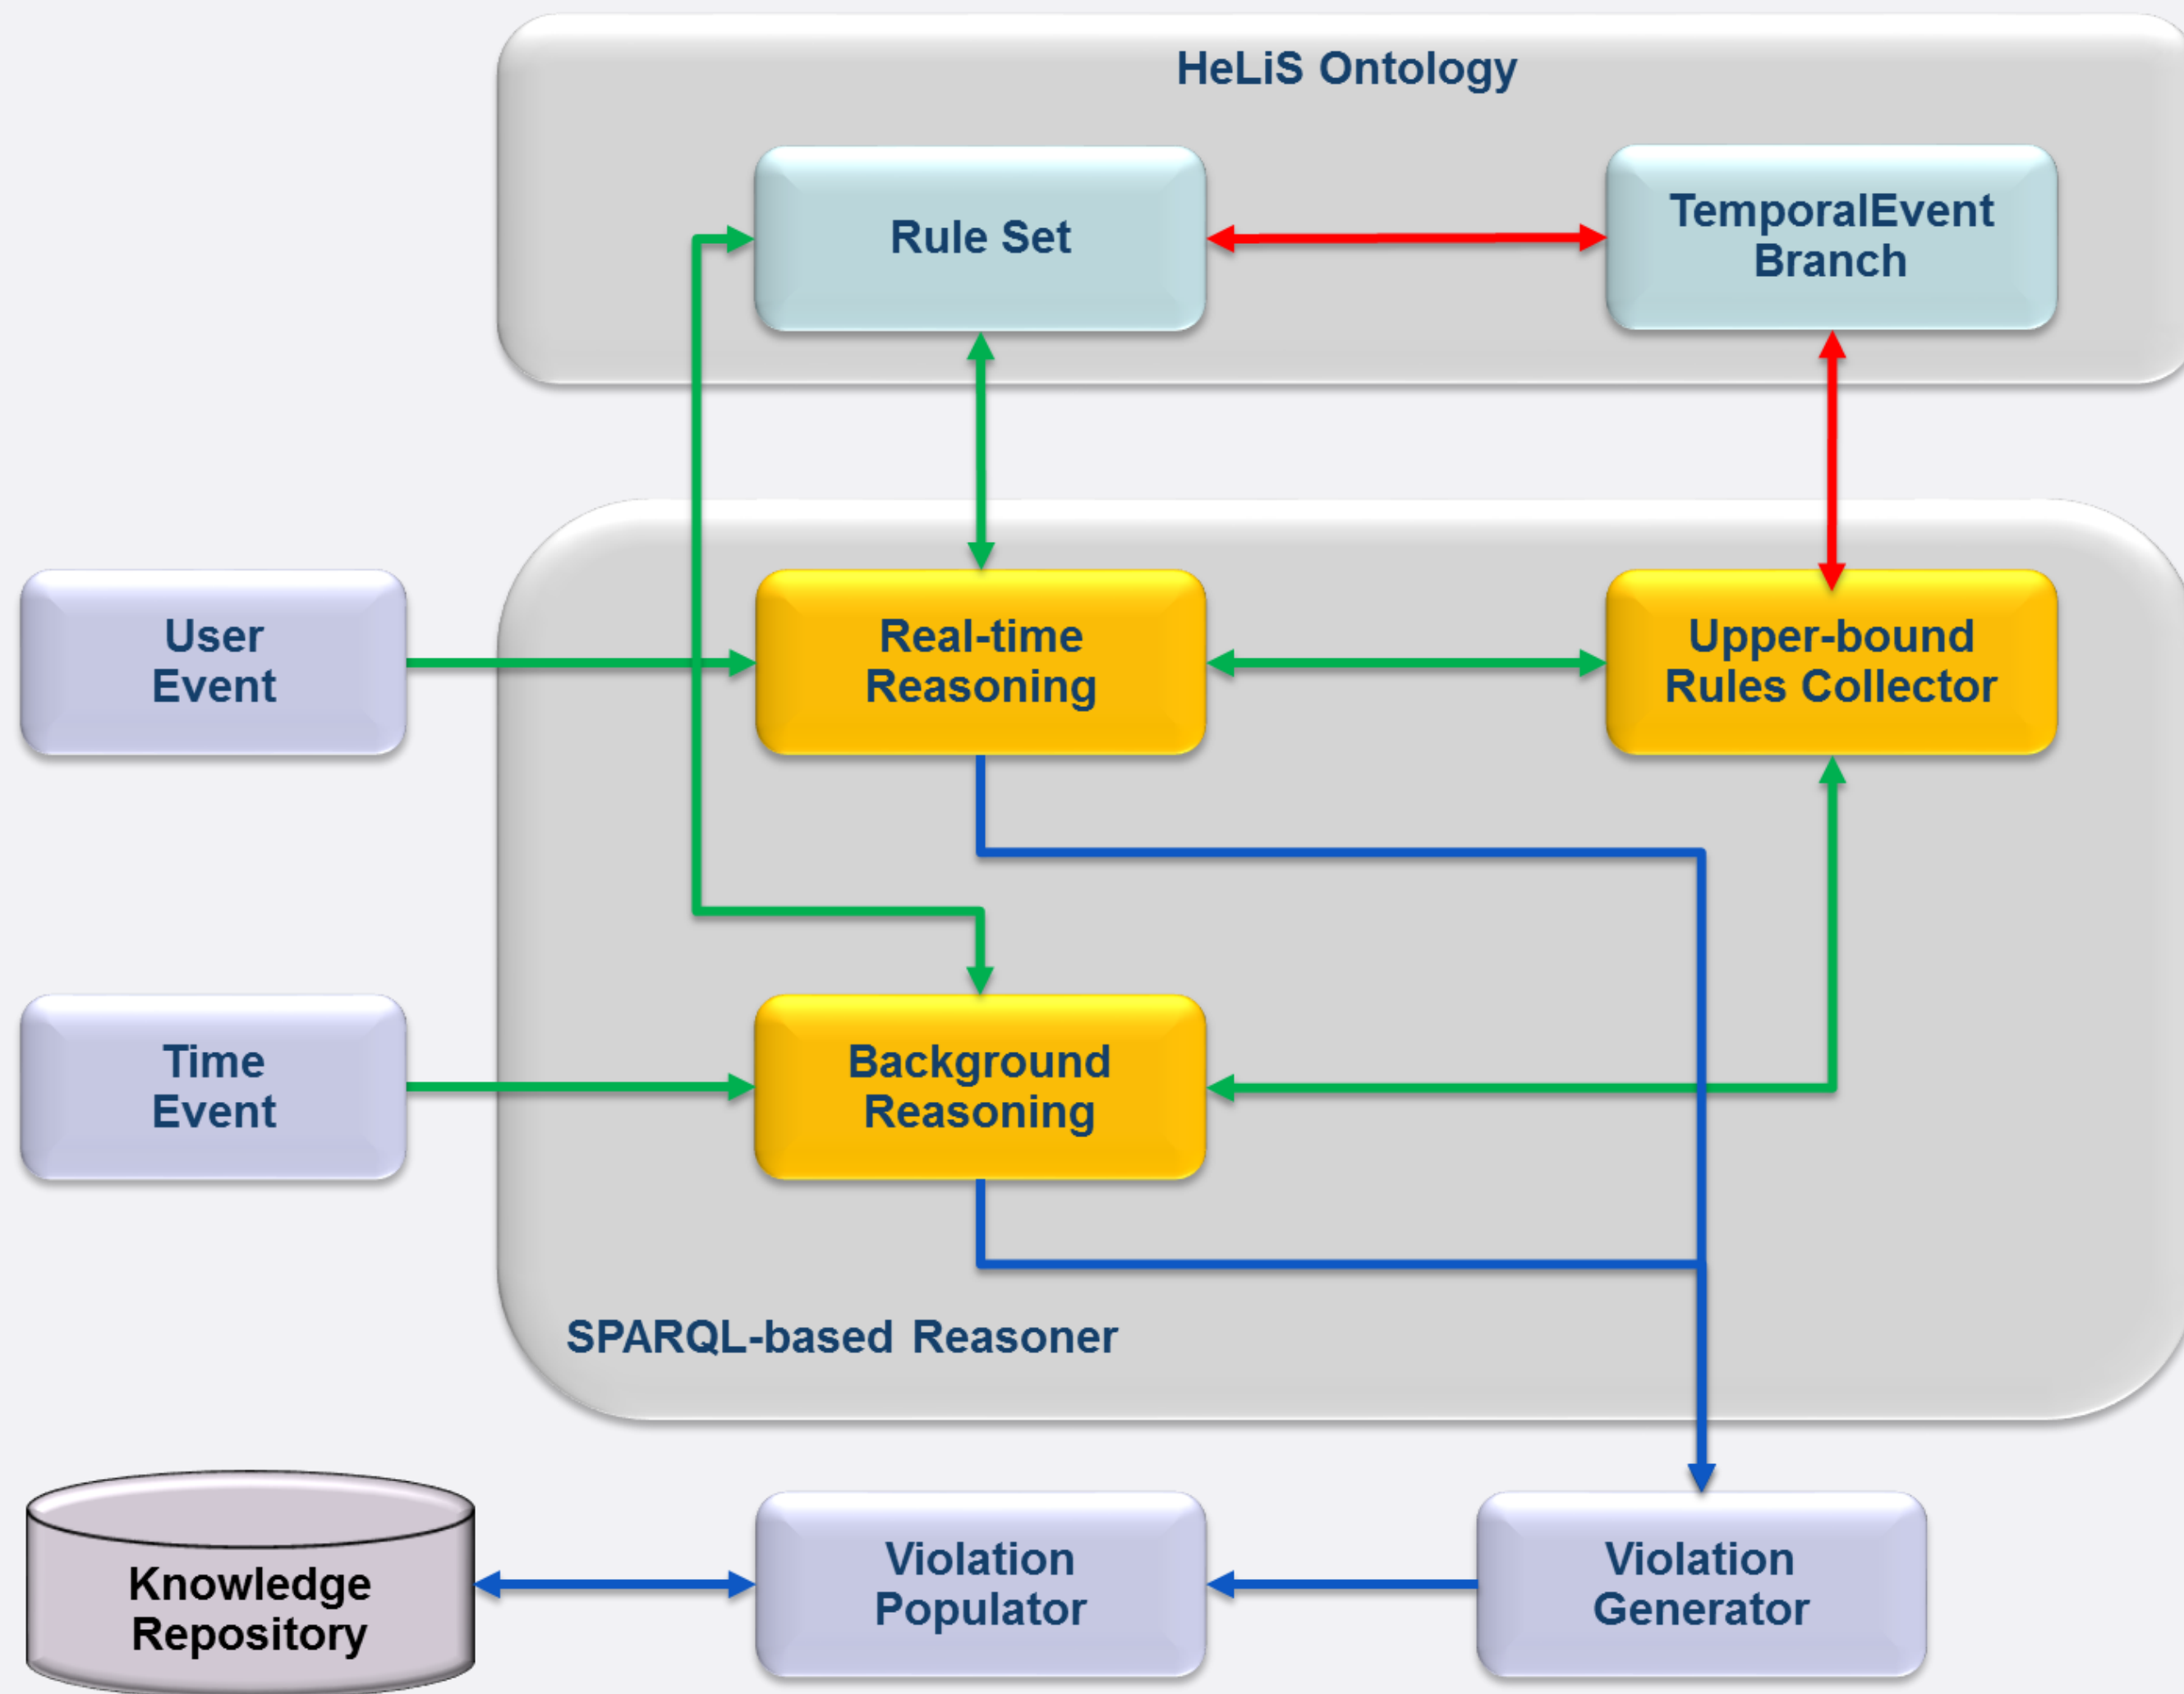 HeLiS Ontology
Rule Set
TemporalEvent
Branch
User
Event
Real-time
Reasoning
Upper-bound
Rules Collector
Time
Event
Background
Reasoning
SPARQL-based Reasoner
Knowledge
Repository
Violation
Populator
Violation
Generator